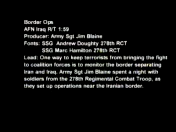 Border Ops
AFN Iraq R/T 1:59
Producer: Army Sgt Jim Blaine
Fonts: SSG Andrew Doughty 278th RCT
SSG Marc Hamilton 278th RCT
Load: One way to keep terrorists from bringing the fight
to coalition forces is to monitor the border separating
Iran and Iraq. Army Sgt Jim Blaine spent a night with
soldiers from the 278th Regimental Combat Troop, as
they set up operations near the Iranian border.